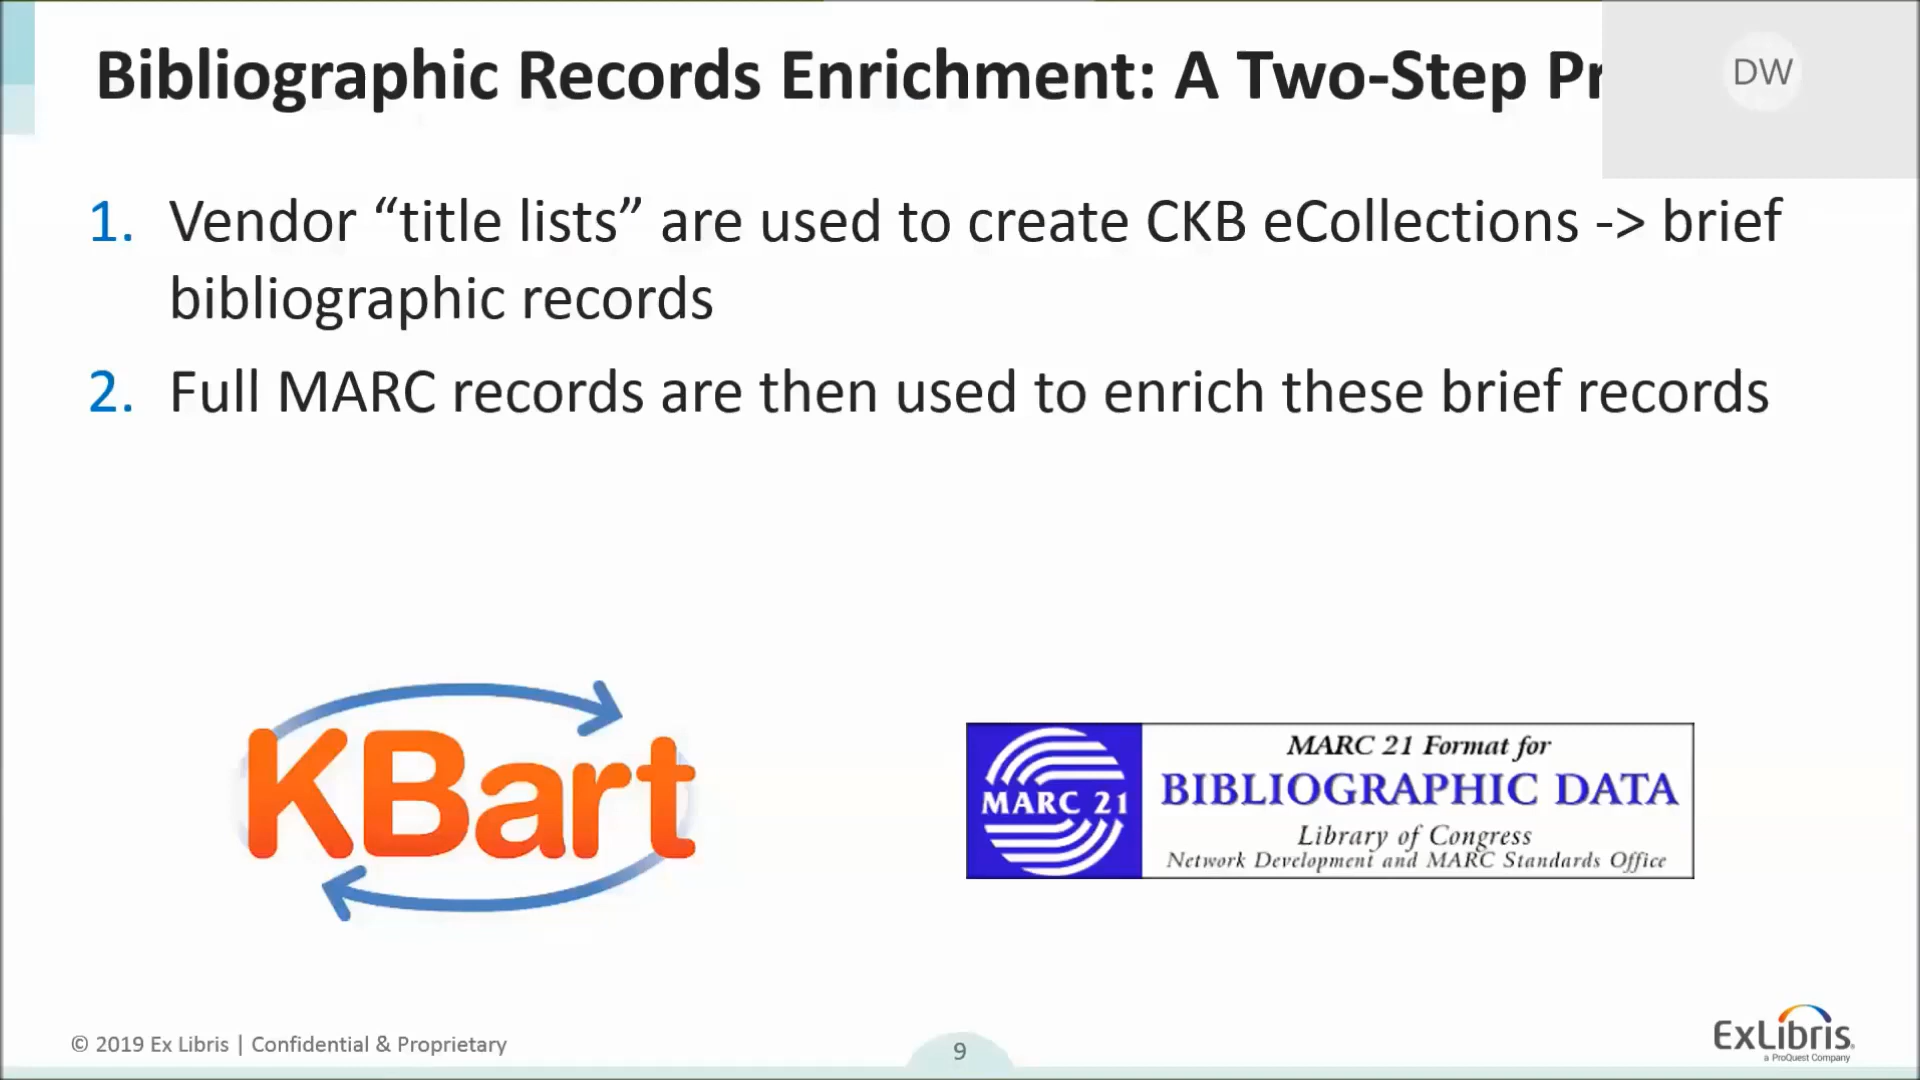 Bibliographic Records Enrichment: A Two-Step Pr
DW
1. Vendor “title lists” are used to create CKB eCollections -> brief
bibliographic records
2. Full MARC records are then used to enrich these brief records
KBart
MARC 21
MARC 21 Format for
BIBLIOGRAPHIC DATA
Library of Congress
Network Development and MARC Standards Office
© 2019 Ex Libris | Confidential & Proprietary
9
ExLibris
a ProQuest Company